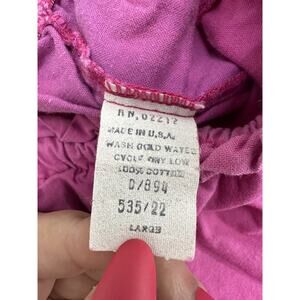 RN. 02212
MADE IN U.S.A.
WASH COLD WATER
CYCLE DRY LOW
100% COTTON
D/894
535/22
LARGE